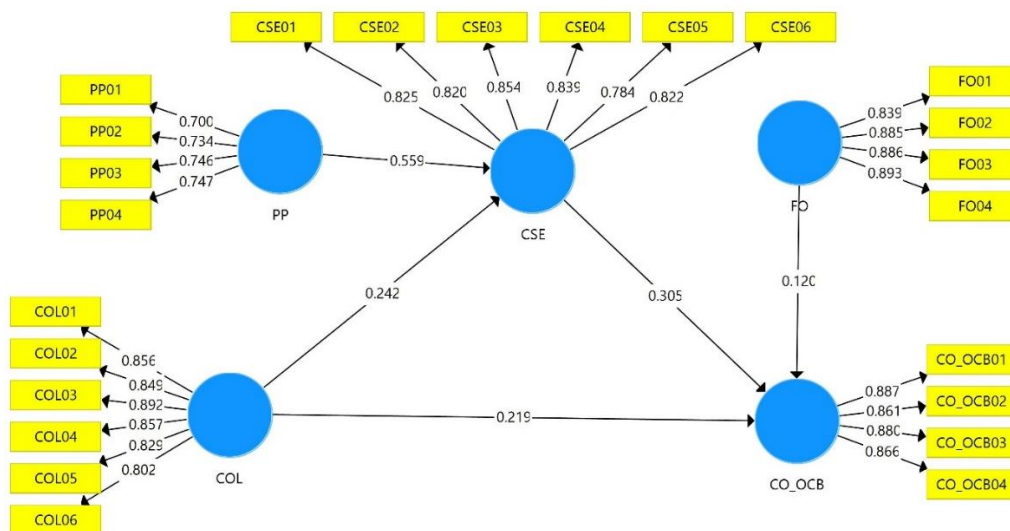 CSE01
CSE02
CSE03
CSE04
CSE05
CSE06
0.825
0.820
0.854
0.839
0.784
0.822
PP01
PP02
PP03
PP04
0.700
0.734
0.746
0.747
PP
0.559
CSE
FO01
FO02
FO03
FO04
0.839
0.885
0.886
0.893
FO
0.242
0.305
0.120
COL01
COL02
COL03
COL04
COL05
COL06
0.856
0.849
0.892
0.857
0.829
0.802
COL
0.219
CO_OCB
CO_OCB01
CO_OCB02
CO_OCB03
CO_OCB04
0.887
0.861
0.880
0.866